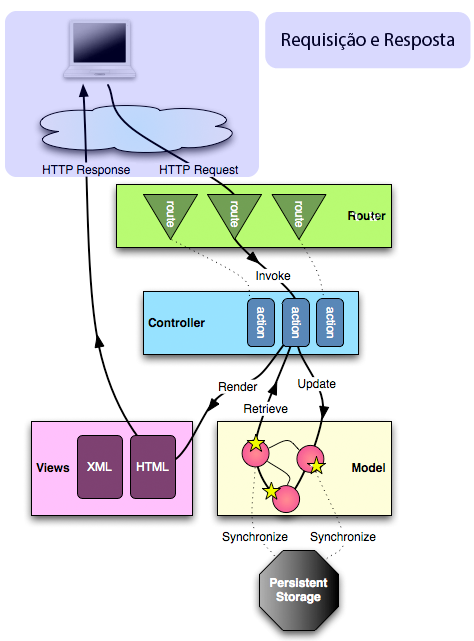 Requisição e Resposta
HTTP Response
HTTP Request
route
route
route
Router
Invoke
Controller
action
action
action
Render
Update
Retrieve
Views
XML
HTML
Model
Synchronize
Synchronize
Persistent
Storage